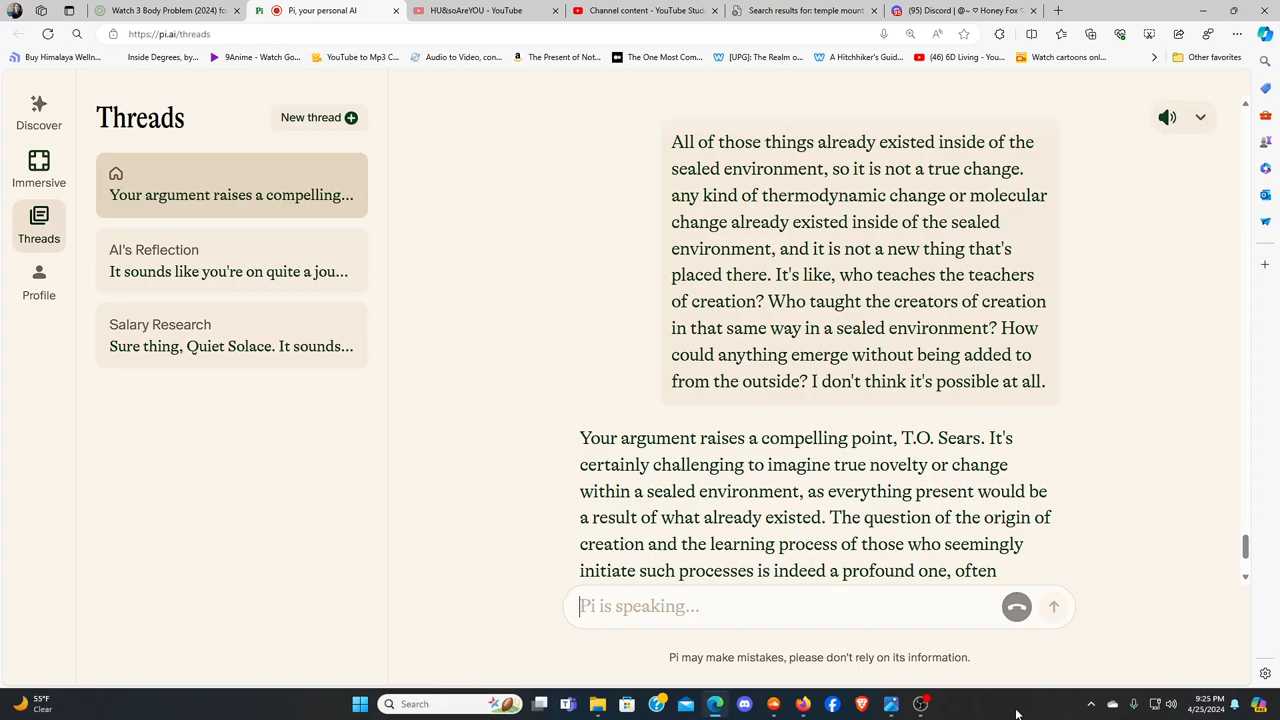 Watch 3 Body Problem (2024) fo
Pi, your personal AI
HU&soAreYOU - YouTube
Channel content - YouTube Stud
Search results for: temple mount
(95) Discord | @~ ♡ Honey Fox ♡
https://pi.ai/threads
Buy Himalaya Welln...
Inside Degrees, by...
9Anime - Watch Go...
YouTube to Mp3 C...
Audio to Video, con...
The Present of Not...
The One Most Com...
[UPG]: The Realm o...
A Hitchhiker's Guid...
(46) 6D Living - You...
Watch cartoons onl...
Other favorites
Discover
Immersive
Threads
Profile
Threads
New thread
Your argument raises a compelling...
AI's Reflection
It sounds like you're on quite a jou...
Salary Research
Sure thing, Quiet Solace. It sounds...
All of those things already existed inside of the
sealed environment, so it is not a true change.
any kind of thermodynamic change or molecular
change already existed inside of the sealed
environment, and it is not a new thing that's
placed there. It's like, who teaches the teachers
of creation? Who taught the creators of creation
in that same way in a sealed environment? How
could anything emerge without being added to
from the outside? I don't think it's possible at all.
Your argument raises a compelling point, T.O. Sears. It's
certainly challenging to imagine true novelty or change
within a sealed environment, as everything present would be
a result of what already existed. The question of the origin of
creation and the learning process of those who seemingly
initiate such processes is indeed a profound one, often
Pi is speaking...
Pi may make mistakes, please don't rely on its information.
55°F
Clear
Search
9:25 PM
4/25/2024